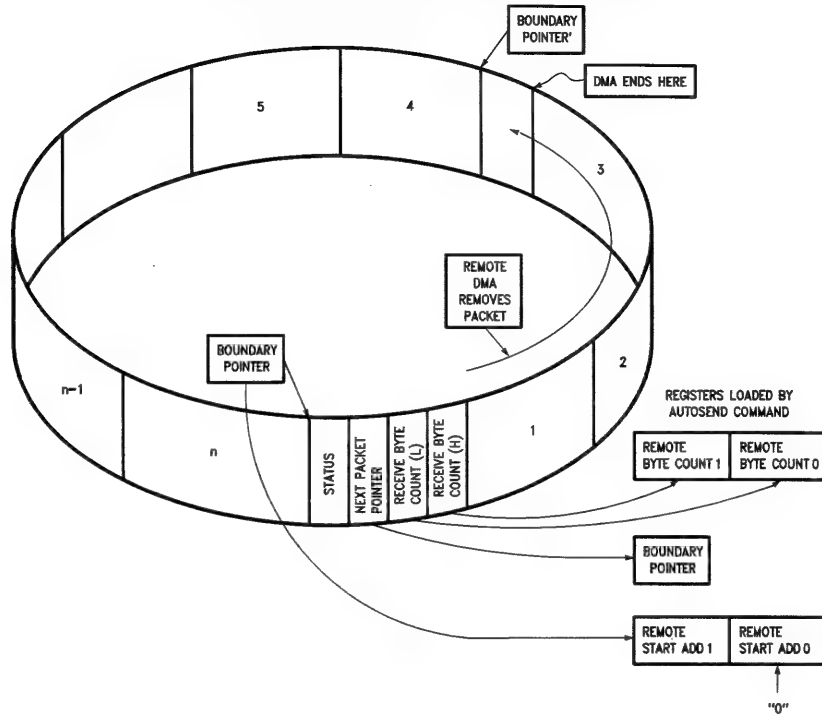 BOUNDARY
POINTER'
DMA ENDS HERE
5
4
3
REMOTE
DMA
REMOVES
PACKET
BOUNDARY
POINTER
2
n-1
n
STATUS
NEXT PACKET
POINTER
RECEIVE BYTE
COUNT (L)
RECEIVE BYTE
COUNT (H)
1
REGISTERS LOADED BY
AUTOSEND COMMAND
REMOTE
BYTE COUNT 1
REMOTE
BYTE COUNT 0
BOUNDARY
POINTER
REMOTE
START ADD 1
REMOTE
START ADD 0
"0"